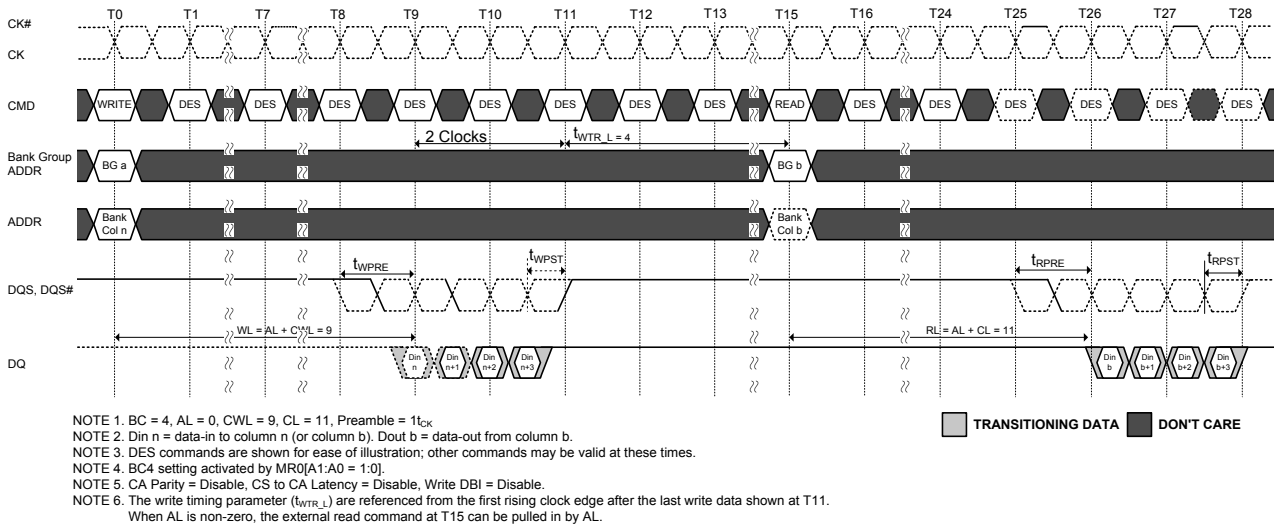 T0 T1 T7 T8 T9 T10 T11 T12 T13 T15 T16 T24 T25 T26 T27 T28
CK#
CK
CMD WRITE DES DES DES DES DES DES DES DES READ DES DES DES DES DES DES
2 Clocks tWTR_L = 4
Bank Group
ADDR
BG a BG b
ADDR
Bank
Col n
Bank
Col b
tWPRE tWPST tRPRE tRPST
DQS, DQS#
WL = AL + CWL = 9 RL = AL + CL = 11
DQ
Din
n
Din
n+1
Din
n+2
Din
n+3
Din
b
Din
b+1
Din
b+2
Din
b+3
NOTE 1. BC = 4, AL = 0, CWL = 9, CL = 11, Preamble = 1tCK
NOTE 2. Din n = data-in to column n (or column b). Dout b = data-out from column b.
NOTE 3. DES commands are shown for ease of illustration; other commands may be valid at these times.
NOTE 4. BC4 setting activated by MR0[A1:A0 = 1:0].
NOTE 5. CA Parity = Disable, CS to CA Latency = Disable, Write DBI = Disable.
NOTE 6. The write timing parameter (tWTR_L) are referenced from the first rising clock edge after the last write data shown at T11.
When AL is non-zero, the external read command at T15 can be pulled in by AL.
TRANSITIONING DATA DON'T CARE